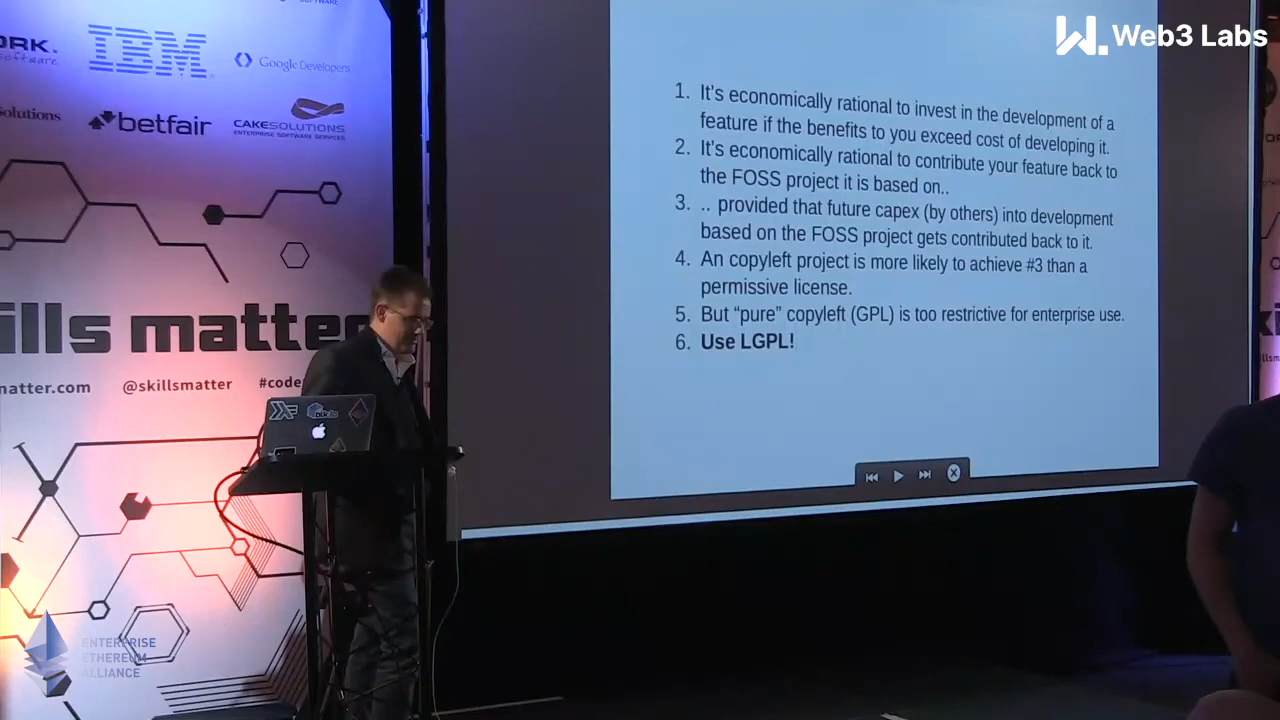 SOFTWARE
ORK.
software.
IBM
Google Developers
Solutions
betfair
CAKESOLUTIONS
ENTERPRISE SOFTWARE SERVICES
ills matter
matter.com
@skillsmatter
#code
ENTERPRISE
ETHEREUM
ALLIANCE
W. Web3 Labs
1. It's economically rational to invest in the development of a
feature if the benefits to you exceed cost of developing it.
2. It's economically rational to contribute your feature back to
the FOSS project it is based on..
3. .. provided that future capex (by others) into development
based on the FOSS project gets contributed back to it.
4. An copyleft project is more likely to achieve #3 than a
permissive license.
5. But “pure” copyleft (GPL) is too restrictive for enterprise use.
6. Use LGPL!